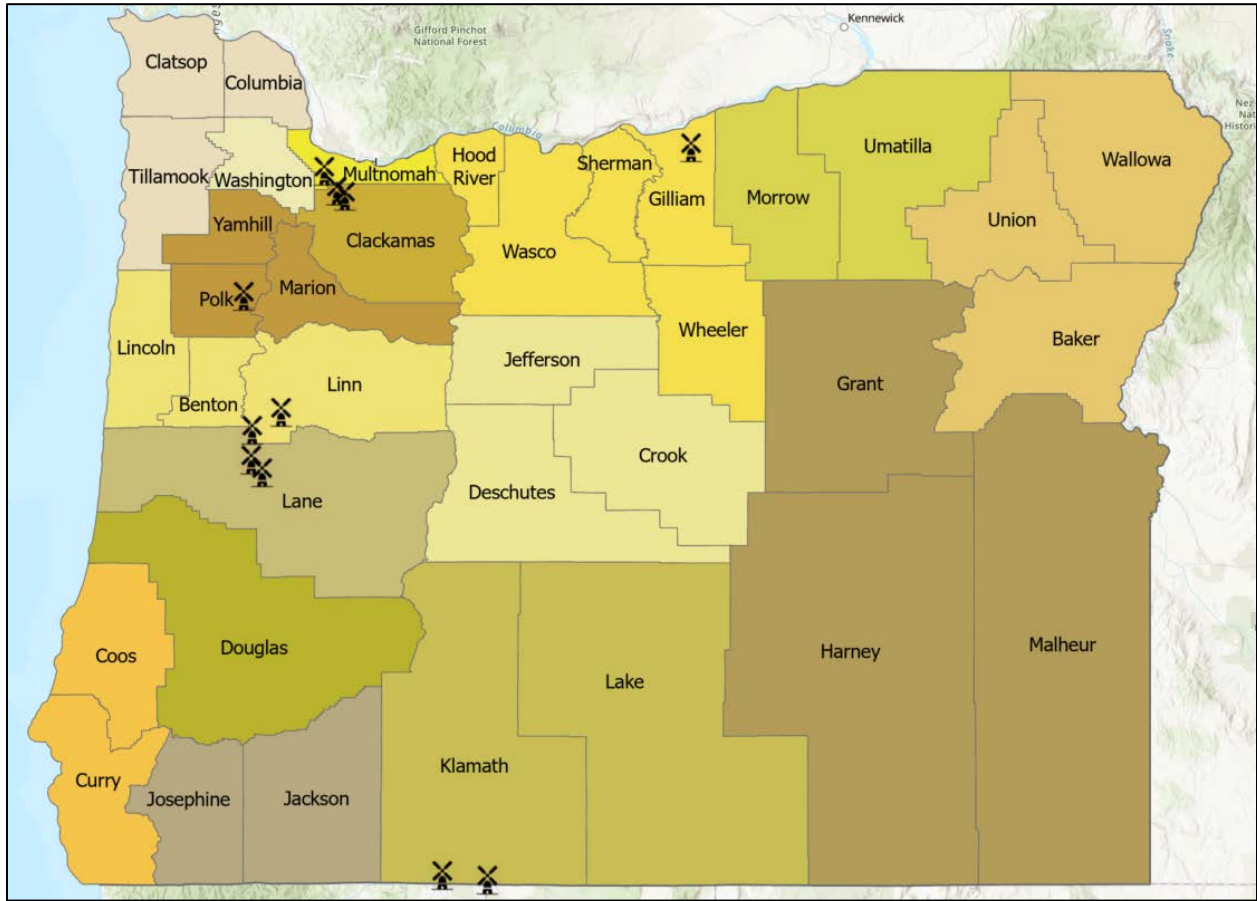 Kennewick
Gifford Pinchot
National Forest
Clatsop
Columbia
Columbia
Snake
Tillamook
Washington
Multnomah
Hood
River
Sherman
Gilliam
Morrow
Umatilla
Wallowa
Union
Yamhill
Clackamas
Wasco
Polk
Marion
Wheeler
Lincoln
Jefferson
Grant
Baker
Linn
Benton
Crook
Deschutes
Lane
Coos
Douglas
Harney
Malheur
Lake
Klamath
Curry
Josephine
Jackson